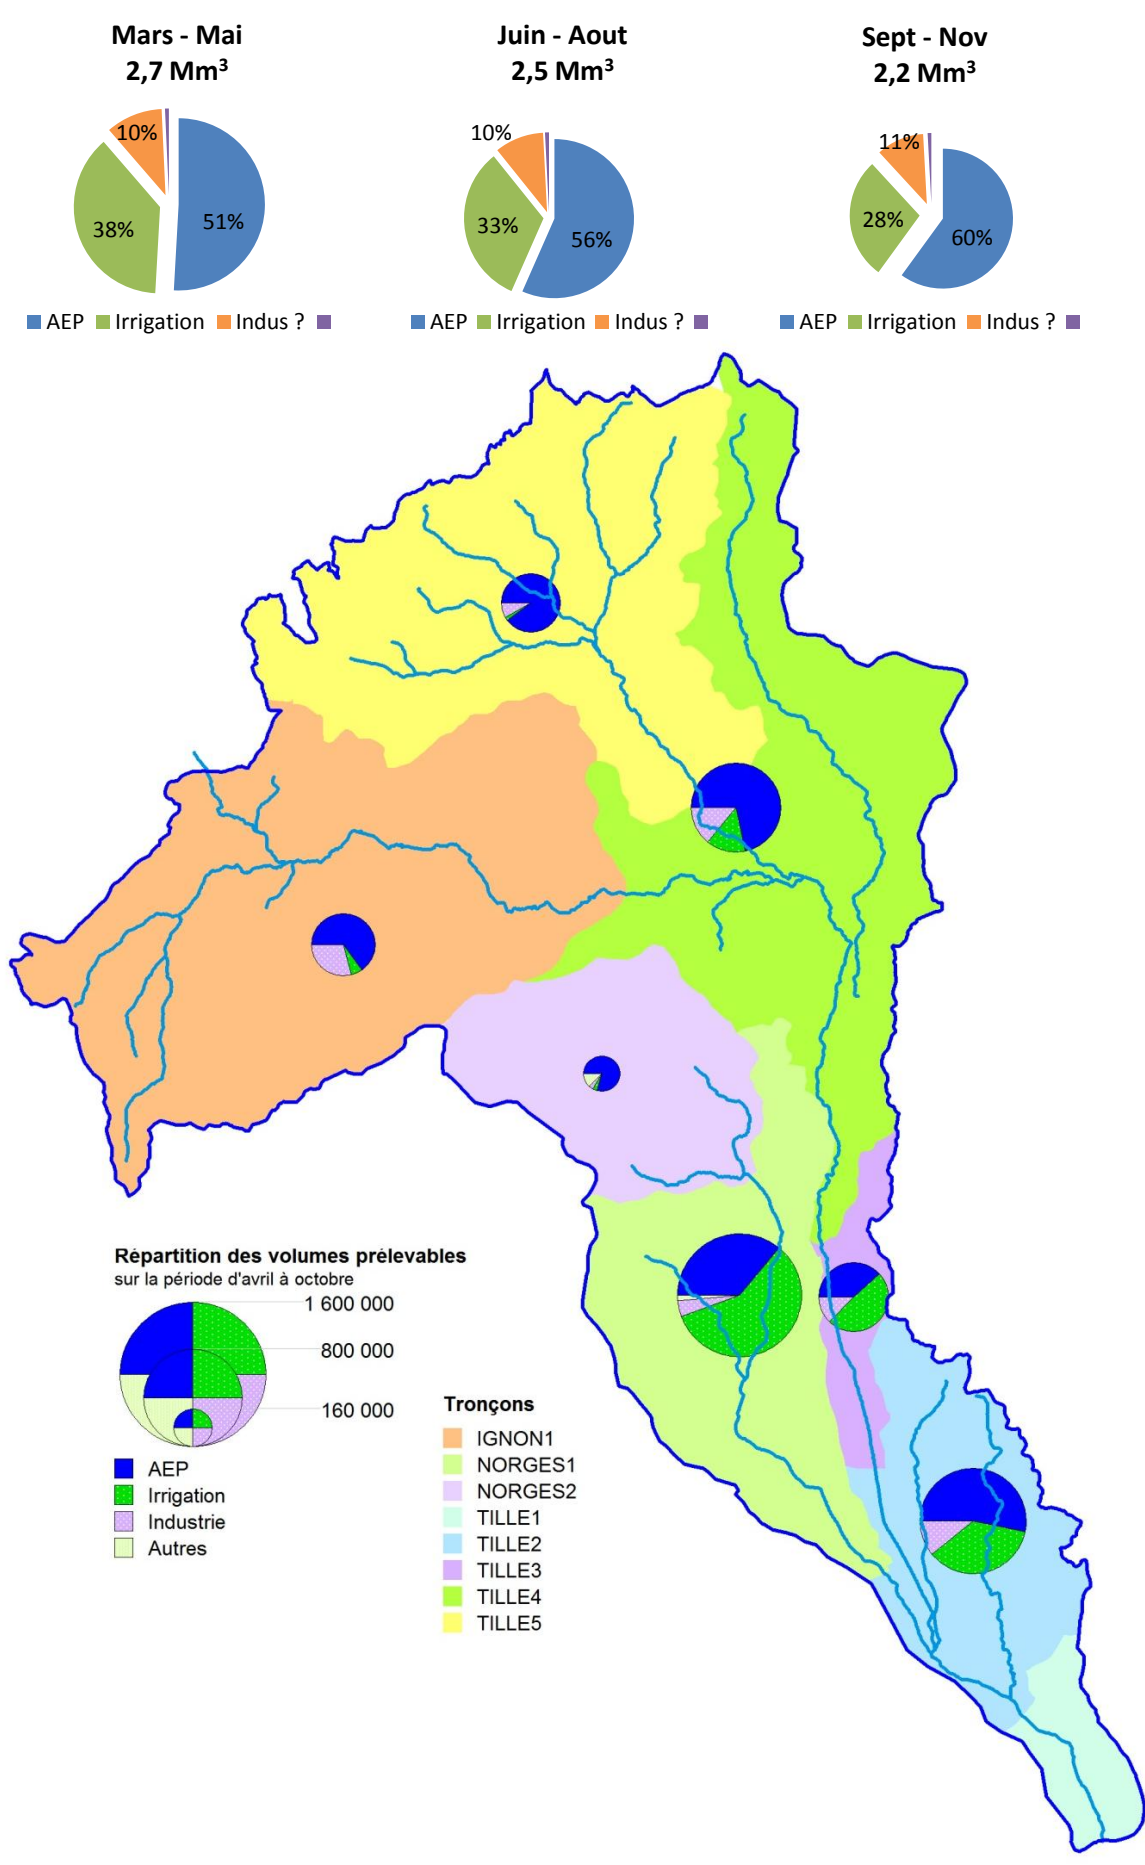 Mars - Mai
2,7 Mm³
Juin - Aout
2,5 Mm³
Sept - Nov
2,2 Mm³
10%
38%
51%
10%
33%
56%
11%
28%
60%
AEP Irrigation Indus ?
AEP Irrigation Indus ?
AEP Irrigation Indus ?
Répartition des volumes prélevables
sur la période d'avril à octobre
1 600 000
800 000
160 000
AEP
Irrigation
Industrie
Autres
Tronçons
IGNON1
NORGES1
NORGES2
TILLE1
TILLE2
TILLE3
TILLE4
TILLE5